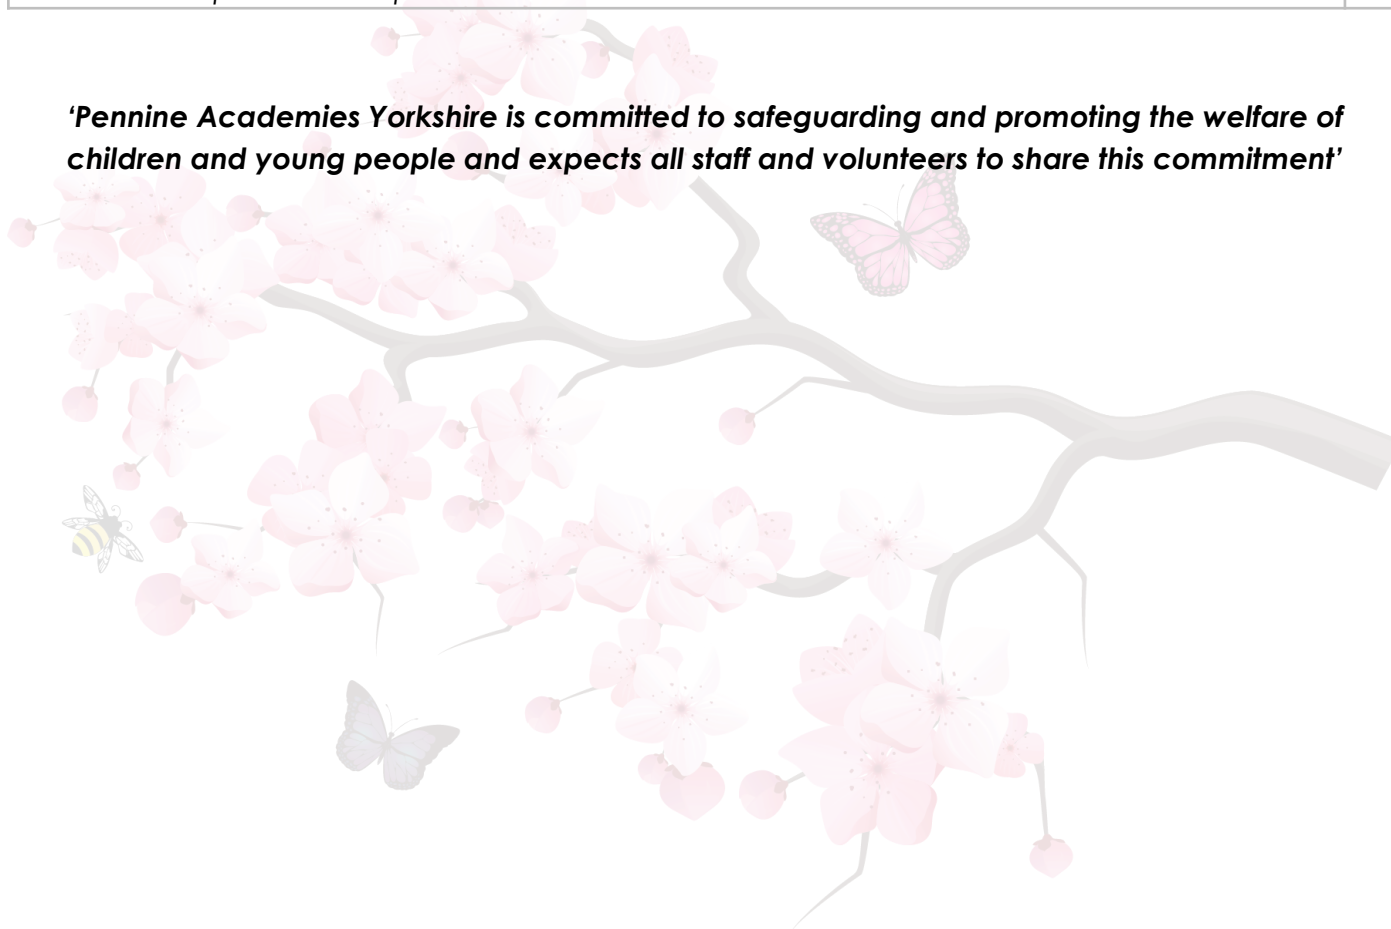 ‘Pennine Academies Yorkshire is committed to safeguarding and promoting the welfare of
children and young people and expects all staff and volunteers to share this commitment’